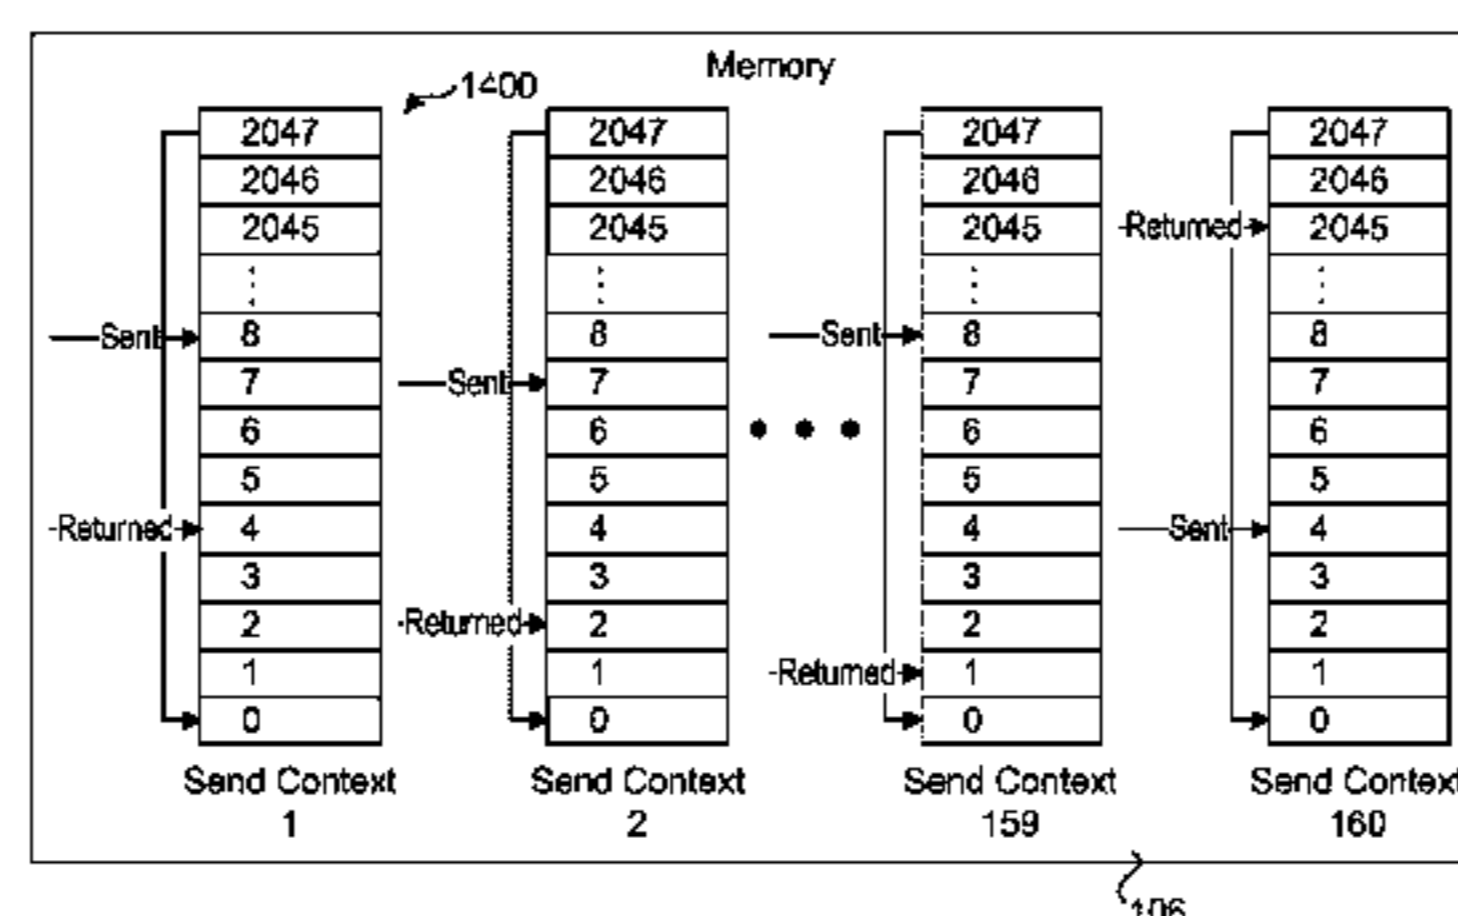 Memory
1400
2047 2047 2047 2047
2046 2046 2046 2046
2045 2045 2045 Returned 2045
Sent 8 8 Sent 8 8
7 Sent 7 7 7
6 6 6 6
5 5 5 5
Returned 4 4 4 Sent 4
3 3 3 3
2 Returned 2 2 2
1 1 Returned 1 1
0 0 0 0
Send Context Send Context Send Context Send Context
1 2 159 160
106